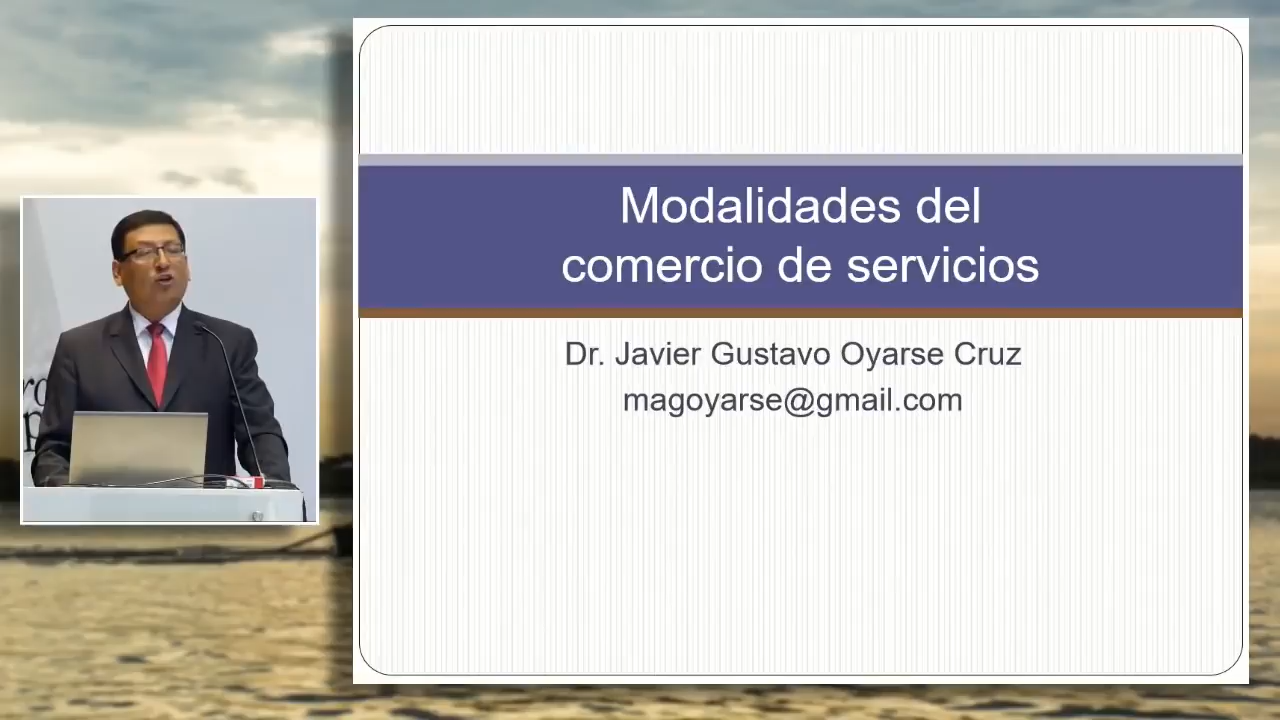 Modalidades del
comercio de servicios
Dr. Javier Gustavo Oyarse Cruz
magoyarse@gmail.com